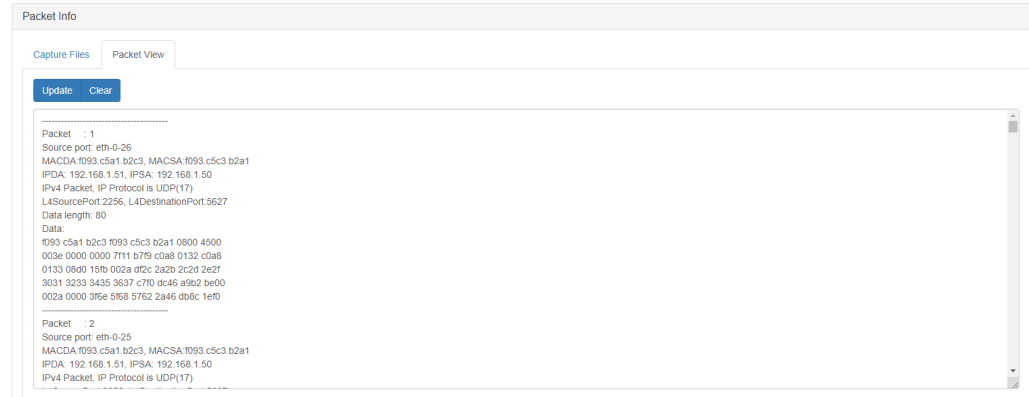 Packet Info
Capture Files Packet View
Update Clear
----------------------------------------
Packet : 1
Source port: eth-0-26
MACDA:f093.c5a1.b2c3, MACSA:f093.c5c3.b2a1
IPDA: 192.168.1.51, IPSA: 192.168.1.50
IPv4 Packet, IP Protocol is UDP(17)
L4SourcePort:2256, L4DestinationPort:5627
Data length: 80
Data:
f093 c5a1 b2c3 f093 c5c3 b2a1 0800 4500
003e 0000 0000 7f11 b7f9 c0a8 0132 c0a8
0133 08d0 15fb 002a df2c 2a2b 2c2d 2e2f
3031 3233 3435 3637 c7f0 dc46 a9b2 be00
002a 0000 3f6e 5f68 5762 2a46 db8c 1ef0
----------------------------------------
Packet : 2
Source port: eth-0-25
MACDA:f093.c5a1.b2c3, MACSA:f093.c5c3.b2a1
IPDA: 192.168.1.51, IPSA: 192.168.1.50
IPv4 Packet, IP Protocol is UDP(17)